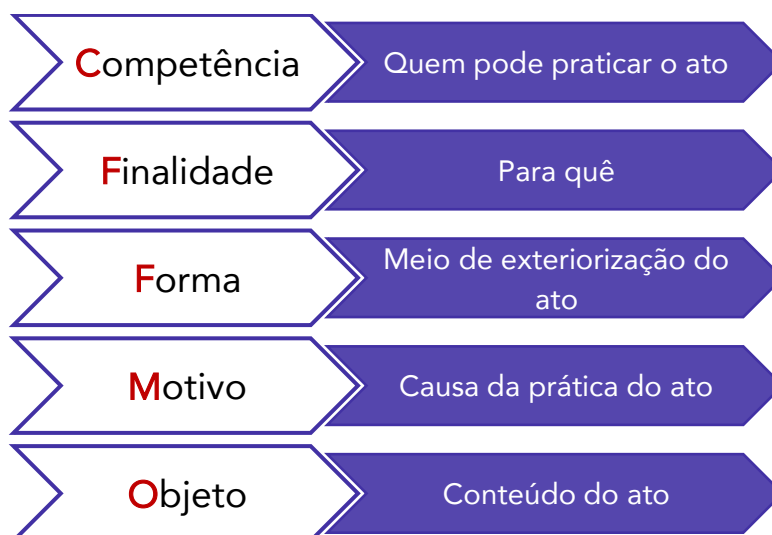 Competência
Quem pode praticar o ato
Finalidade
Para quê
Forma
Meio de exteriorização do
ato
Motivo
Causa da prática do ato
Objeto
Conteúdo do ato